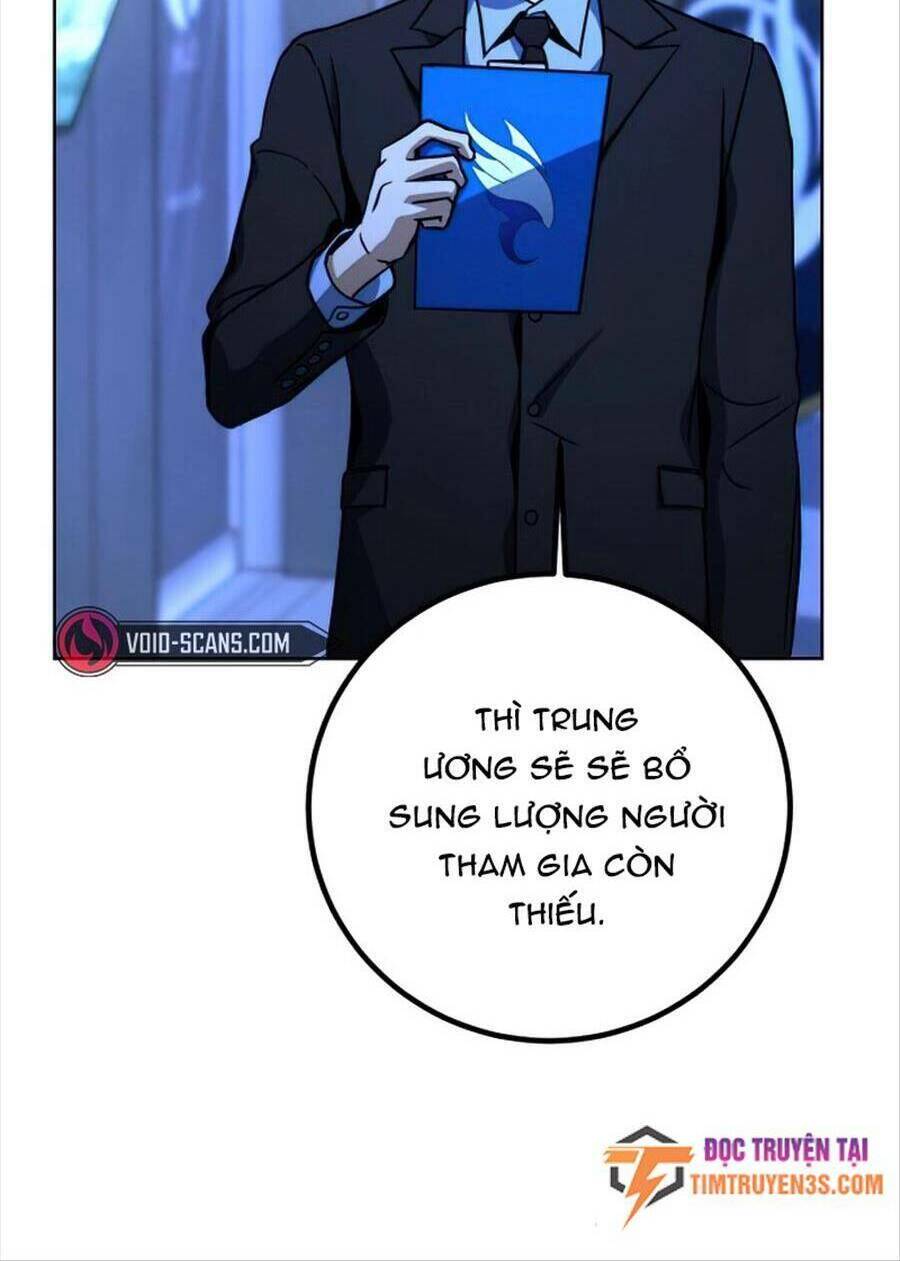 VOID-SCANS.COM
THÌ TRUNG
ƯƠNG SẼ SẼ BỔ
SUNG LƯỢNG NGƯỜI
THAM GIA CÒN
THIẾU.
ĐỌC TRUYỆN TẠI
TIMTRUYEN3S.COM